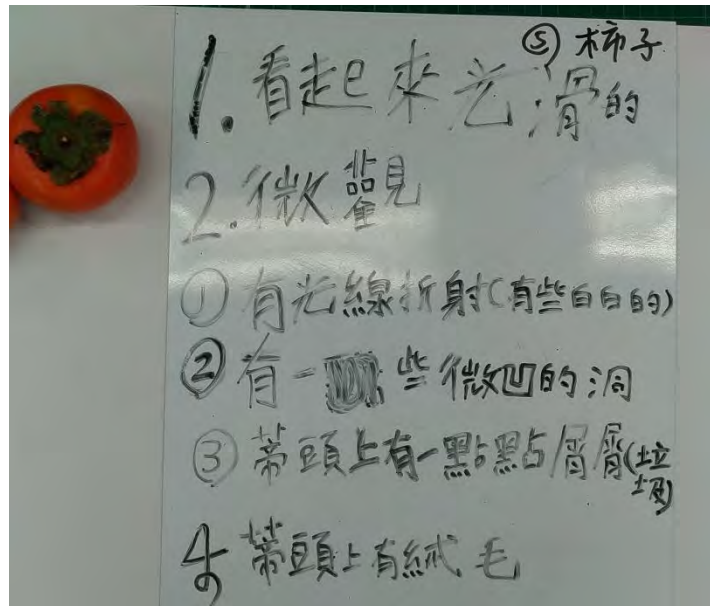 ⑤ 柿子
1. 看起來光滑的
2. 微觀
① 有光線折射(有些白白的)
② 有一些微凹的洞
③ 蒂頭上有一點點屑屑(垃圾)
4. 蒂頭上有絨毛